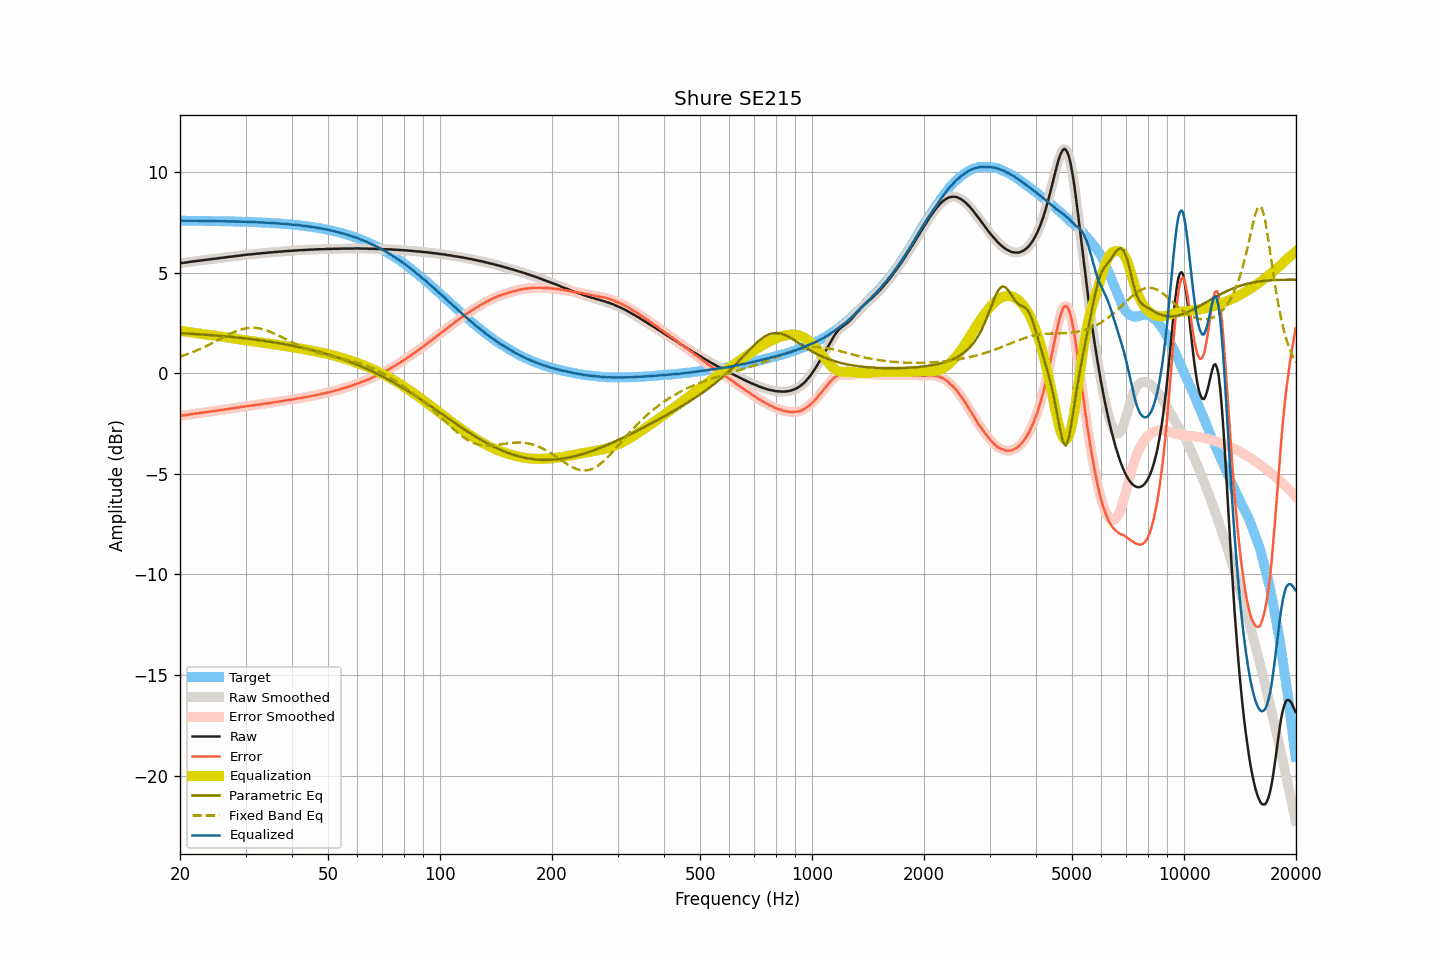 Shure SE215
Amplitude (dBr)
10
5
0
−5
−10
−15
−20
Target
Raw Smoothed
Error Smoothed
Raw
Error
Equalization
Parametric Eq
Fixed Band Eq
Equalized
20 50 100 200 500 1000 2000 5000 10000 20000
Frequency (Hz)